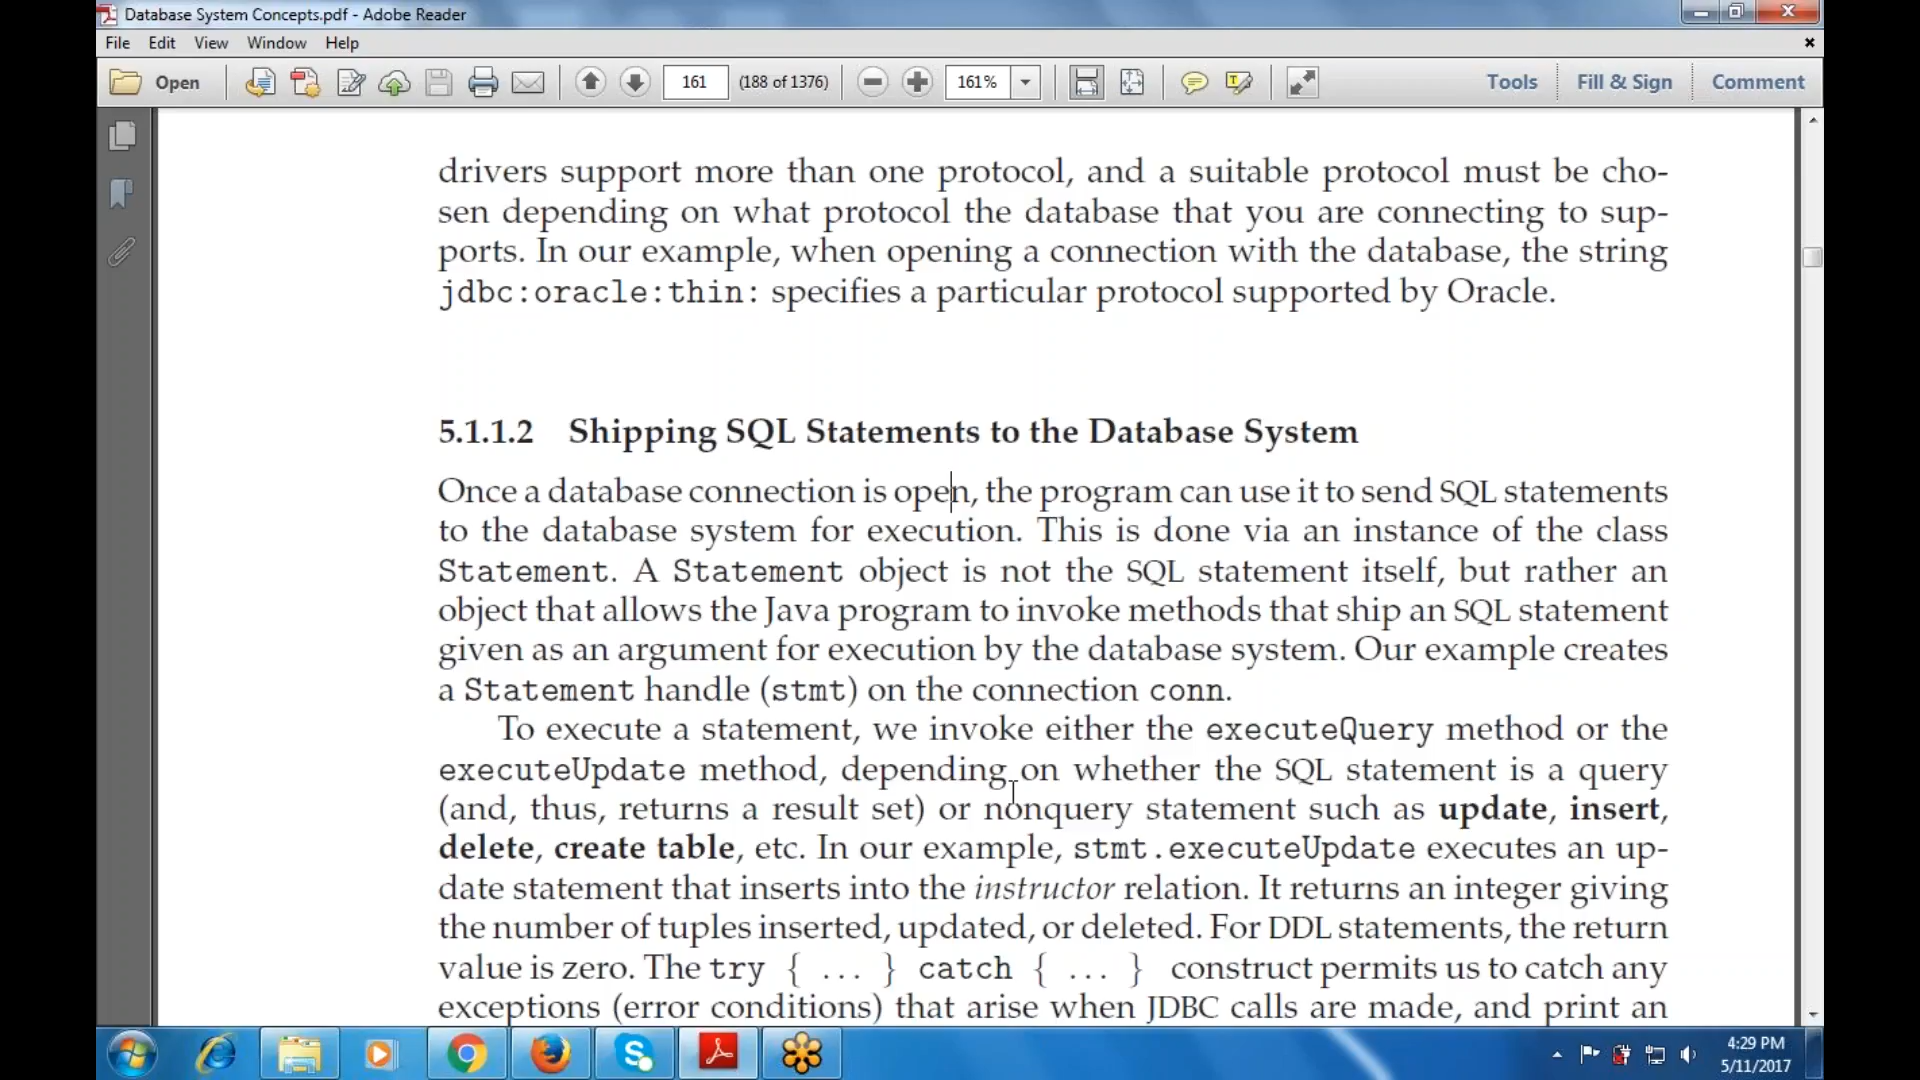 Database System Concepts.pdf - Adobe Reader
File Edit View Window Help
Open 161 (188 of 1376) 161% Tools Fill & Sign Comment
drivers support more than one protocol, and a suitable protocol must be cho-
sen depending on what protocol the database that you are connecting to sup-
ports. In our example, when opening a connection with the database, the string
jdbc:oracle:thin: specifies a particular protocol supported by Oracle.
5.1.1.2 Shipping SQL Statements to the Database System
Once a database connection is open, the program can use it to send SQL statements
to the database system for execution. This is done via an instance of the class
Statement. A Statement object is not the SQL statement itself, but rather an
object that allows the Java program to invoke methods that ship an SQL statement
given as an argument for execution by the database system. Our example creates
a Statement handle (stmt) on the connection conn.
To execute a statement, we invoke either the executeQuery method or the
executeUpdate method, depending on whether the SQL statement is a query
(and, thus, returns a result set) or nonquery statement such as update, insert,
delete, create table, etc. In our example, stmt.executeUpdate executes an up-
date statement that inserts into the instructor relation. It returns an integer giving
the number of tuples inserted, updated, or deleted. For DDL statements, the return
value is zero. The try { ... } catch { ... } construct permits us to catch any
exceptions (error conditions) that arise when JDBC calls are made, and print an
4:29 PM
5/11/2017